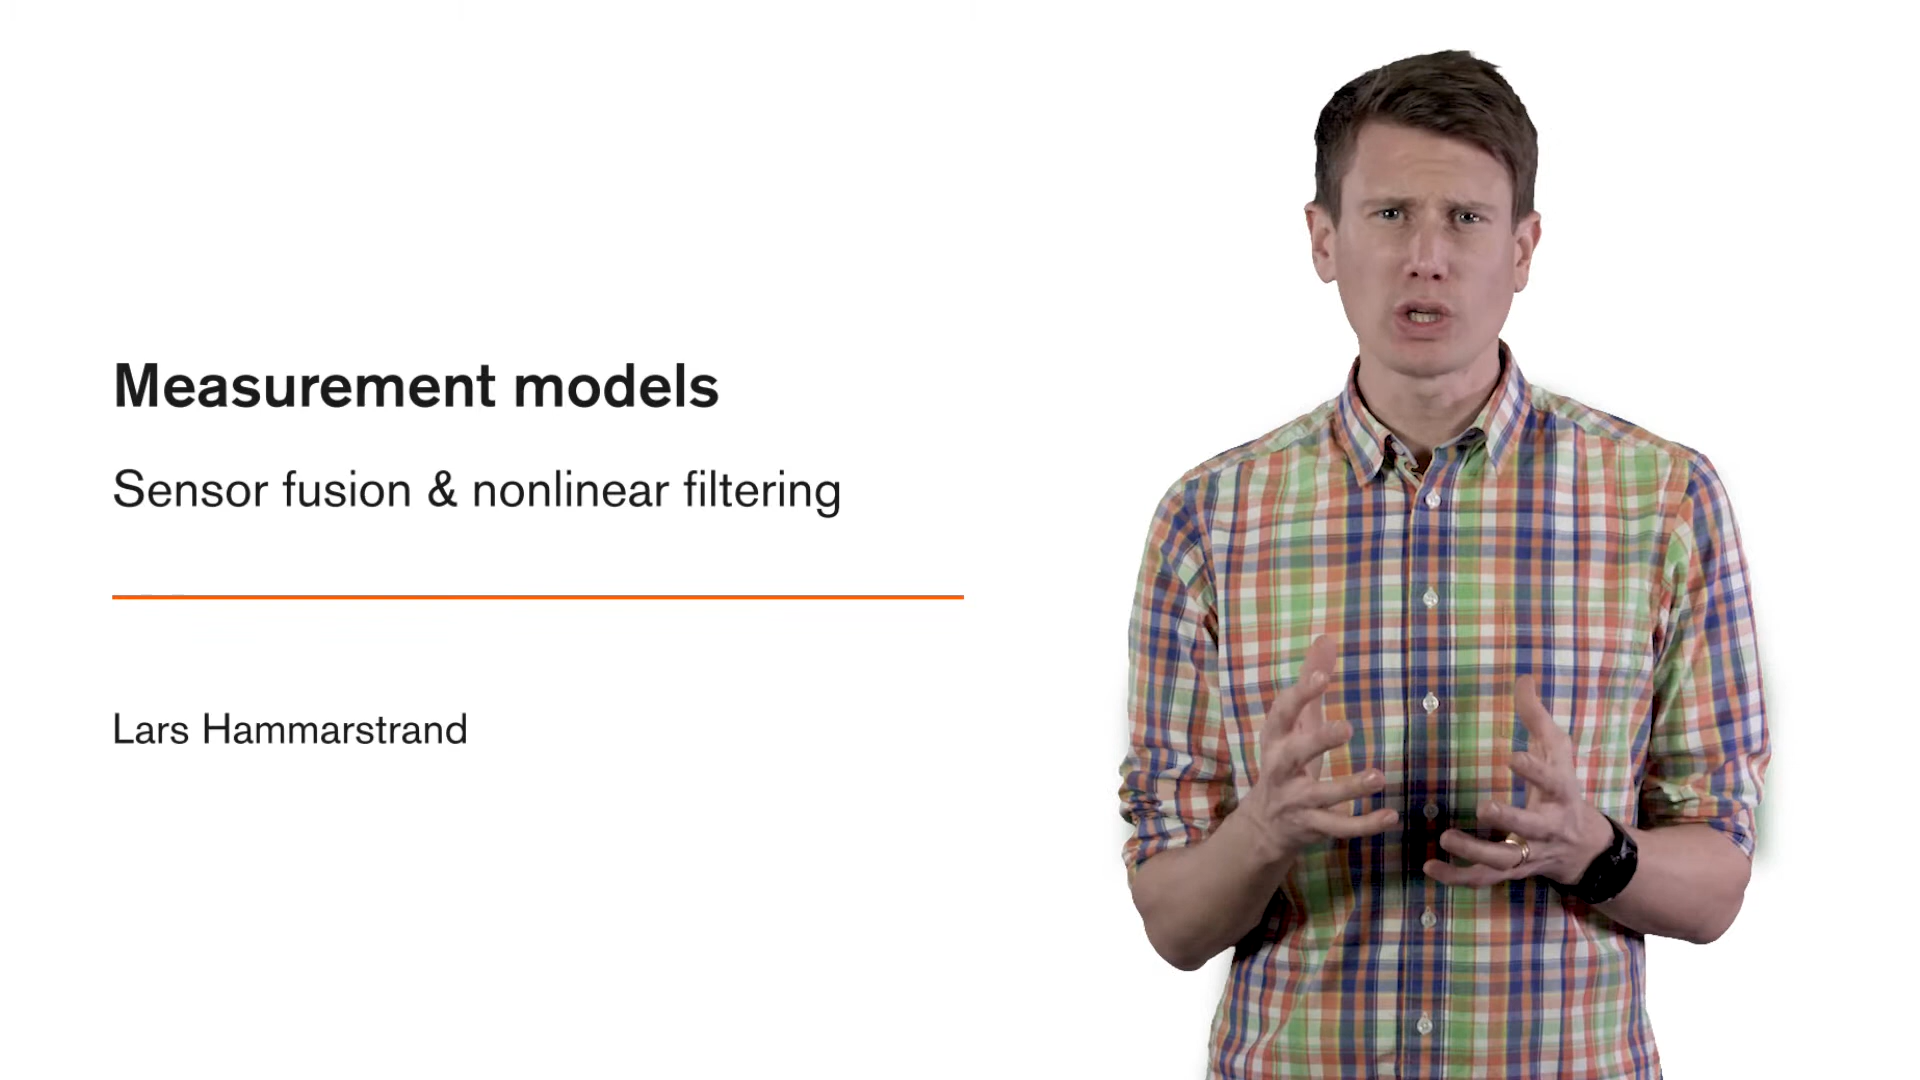 Measurement models
Sensor fusion & nonlinear filtering
Lars Hammarstrand